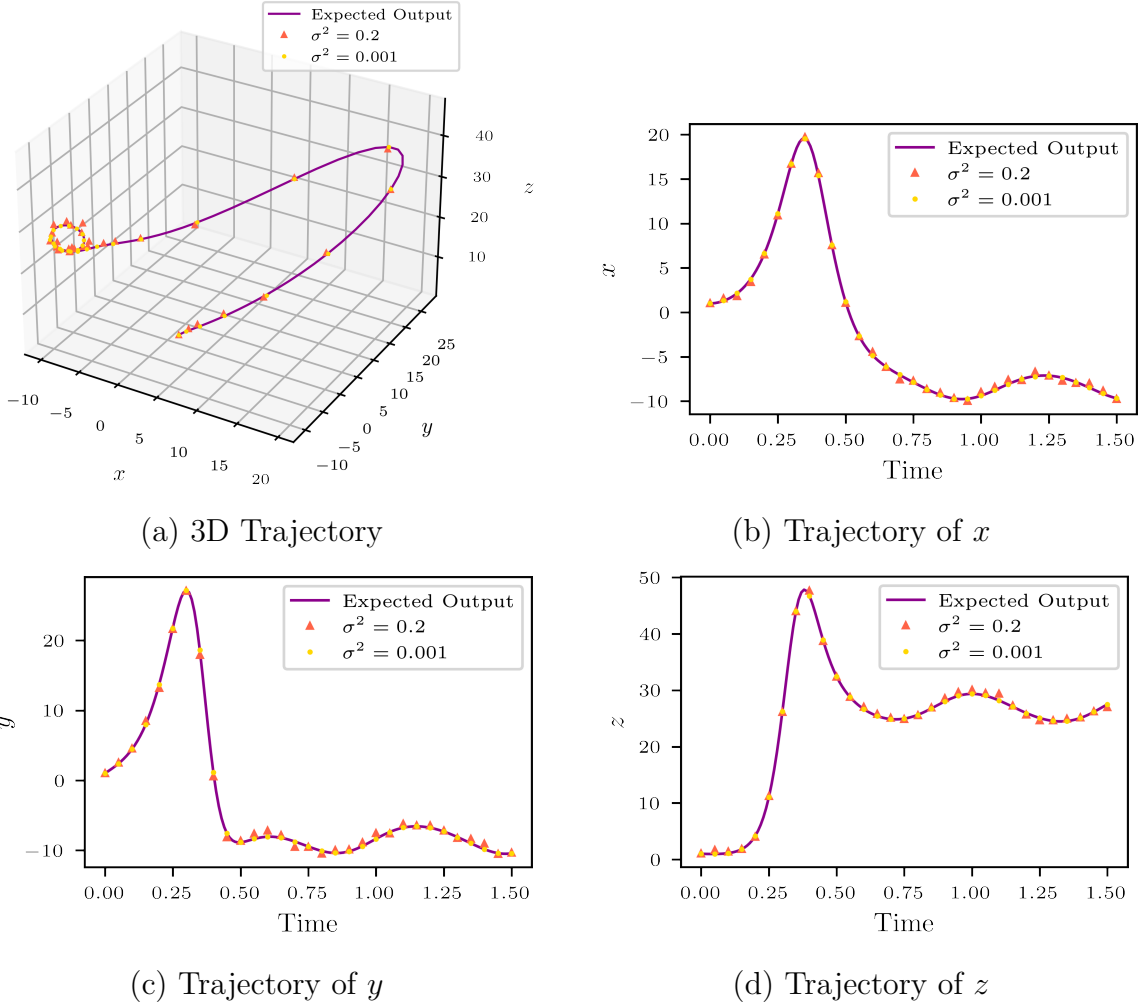 Expected Output
σ² = 0.2
σ² = 0.001
40
30
20
10
z
−10
−5
0
5
10
15
20
x
−10
−5
0
5
10
15
20
25
y
(a) 3D Trajectory
20
15
10
5
0
−5
−10
x
Expected Output
σ² = 0.2
σ² = 0.001
0.00 0.25 0.50 0.75 1.00 1.25 1.50
Time
(b) Trajectory of x
20
10
0
−10
y
Expected Output
σ² = 0.2
σ² = 0.001
0.00 0.25 0.50 0.75 1.00 1.25 1.50
Time
(c) Trajectory of y
50
40
30
20
10
0
z
Expected Output
σ² = 0.2
σ² = 0.001
0.00 0.25 0.50 0.75 1.00 1.25 1.50
Time
(d) Trajectory of z